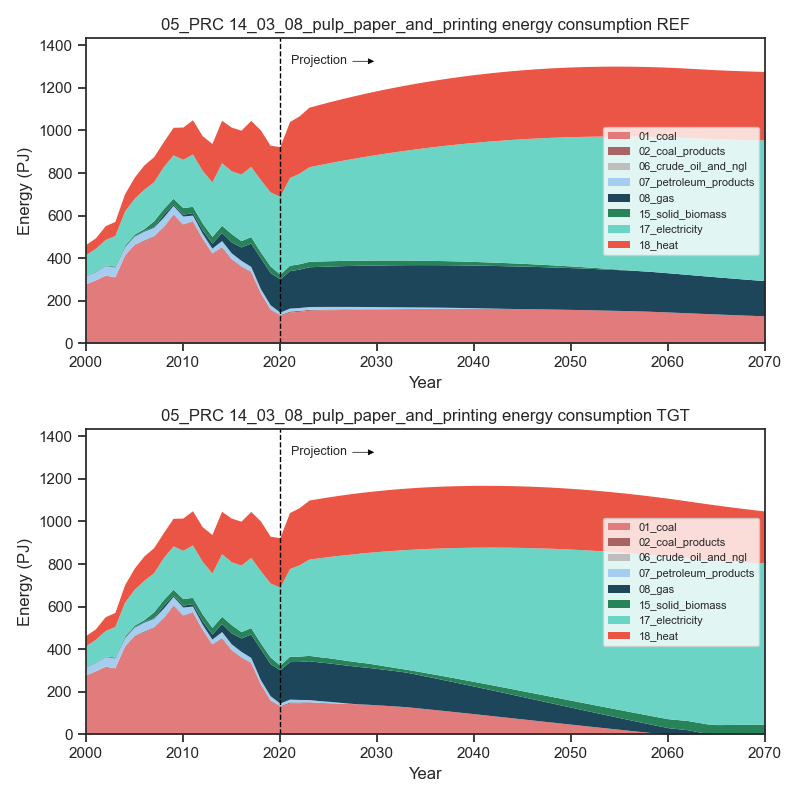 05_PRC 14_03_08_pulp_paper_and_printing energy consumption REF
1400
1200
1000
800
600
400
200
0
Energy (PJ)
Projection
01_coal
02_coal_products
06_crude_oil_and_ngl
07_petroleum_products
08_gas
15_solid_biomass
17_electricity
18_heat
2000 2010 2020 2030 2040 2050 2060 2070
Year
05_PRC 14_03_08_pulp_paper_and_printing energy consumption TGT
1400
1200
1000
800
600
400
200
0
Energy (PJ)
Projection
01_coal
02_coal_products
06_crude_oil_and_ngl
07_petroleum_products
08_gas
15_solid_biomass
17_electricity
18_heat
2000 2010 2020 2030 2040 2050 2060 2070
Year